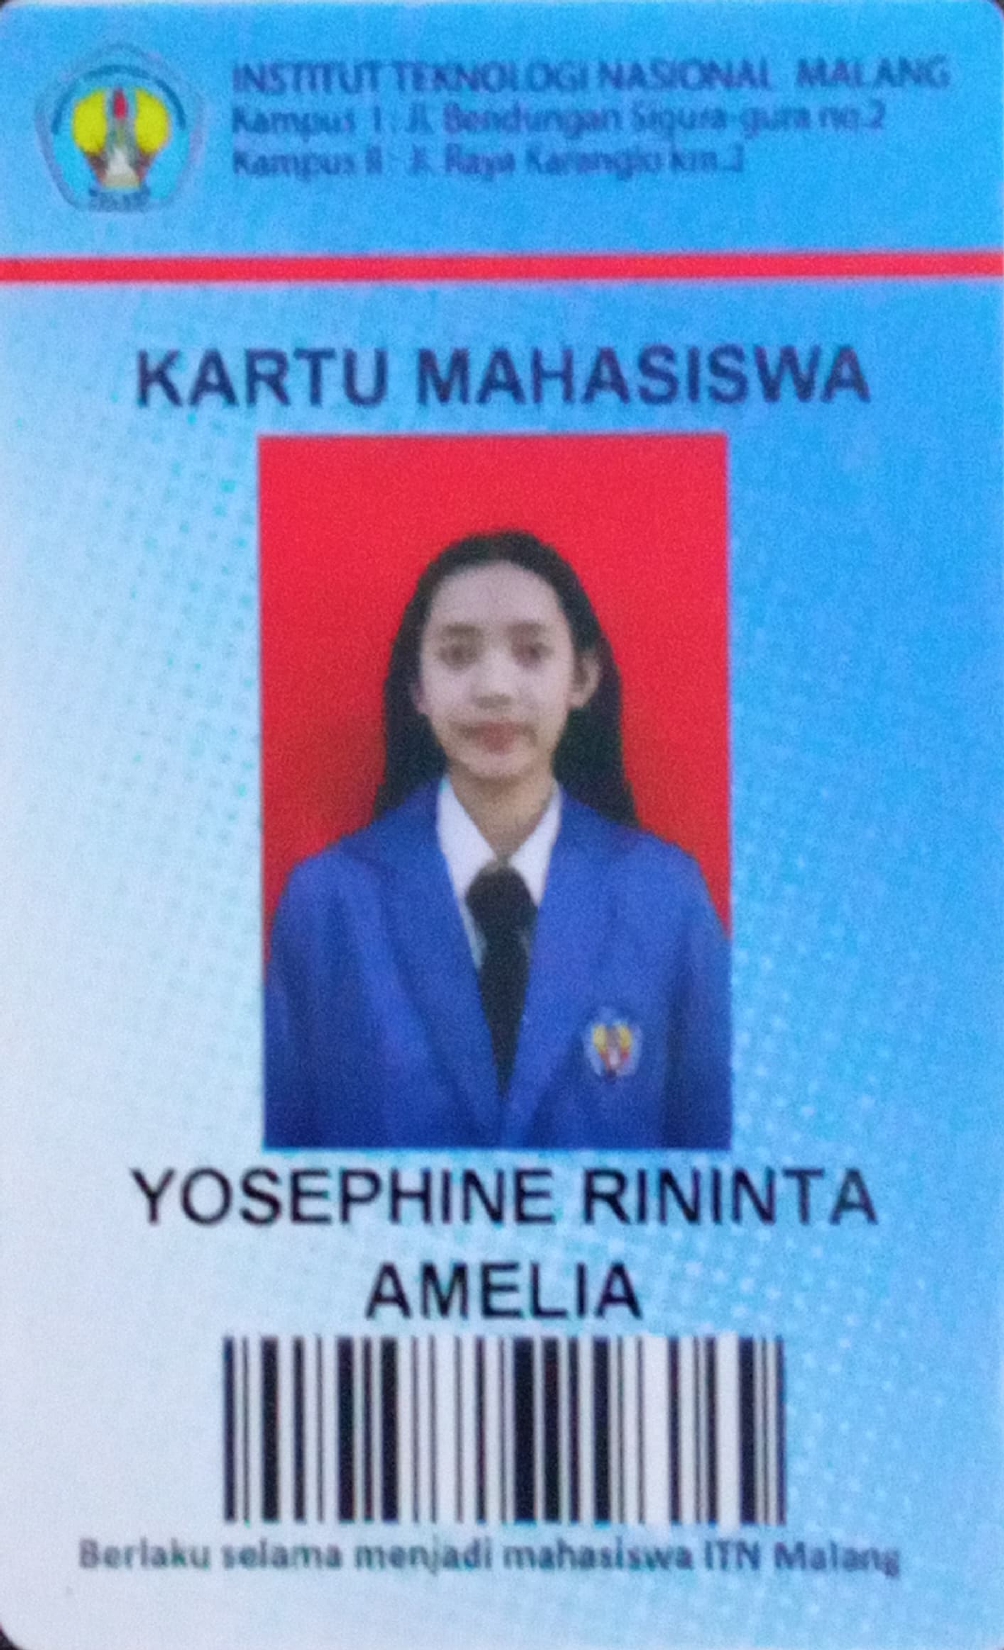 INSTITUT TEKNOLOGI NASIONAL MALANG
Kampus I : Jl. Bendungan Sigura-gura no.2
Kampus II : Jl. Raya Karanglo km.2
KARTU MAHASISWA
YOSEPHINE RININTA
AMELIA
Berlaku selama menjadi mahasiswa ITN Malang